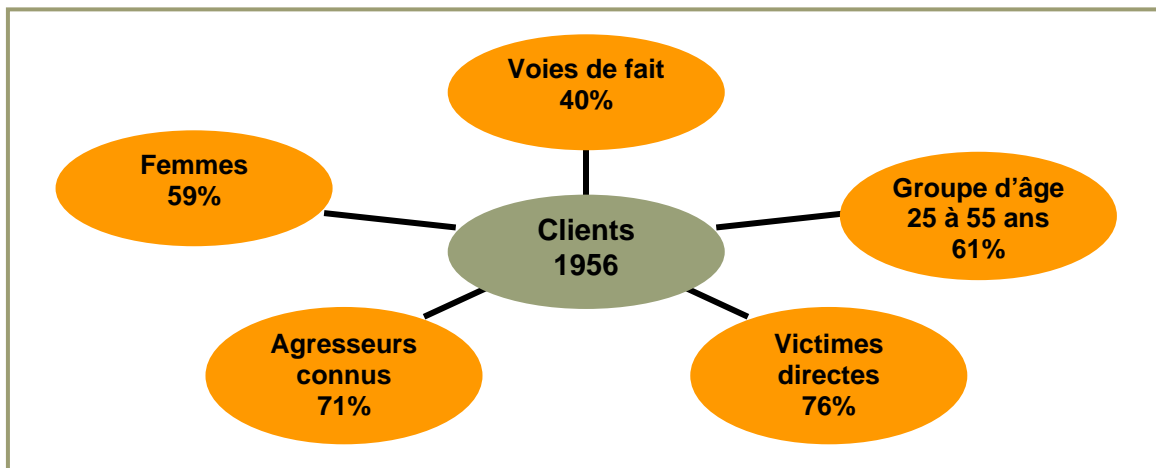 Voies de fait
40%
Femmes
59%
Groupe d’âge
25 à 55 ans
61%
Clients
1956
Agresseurs
connus
71%
Victimes
directes
76%